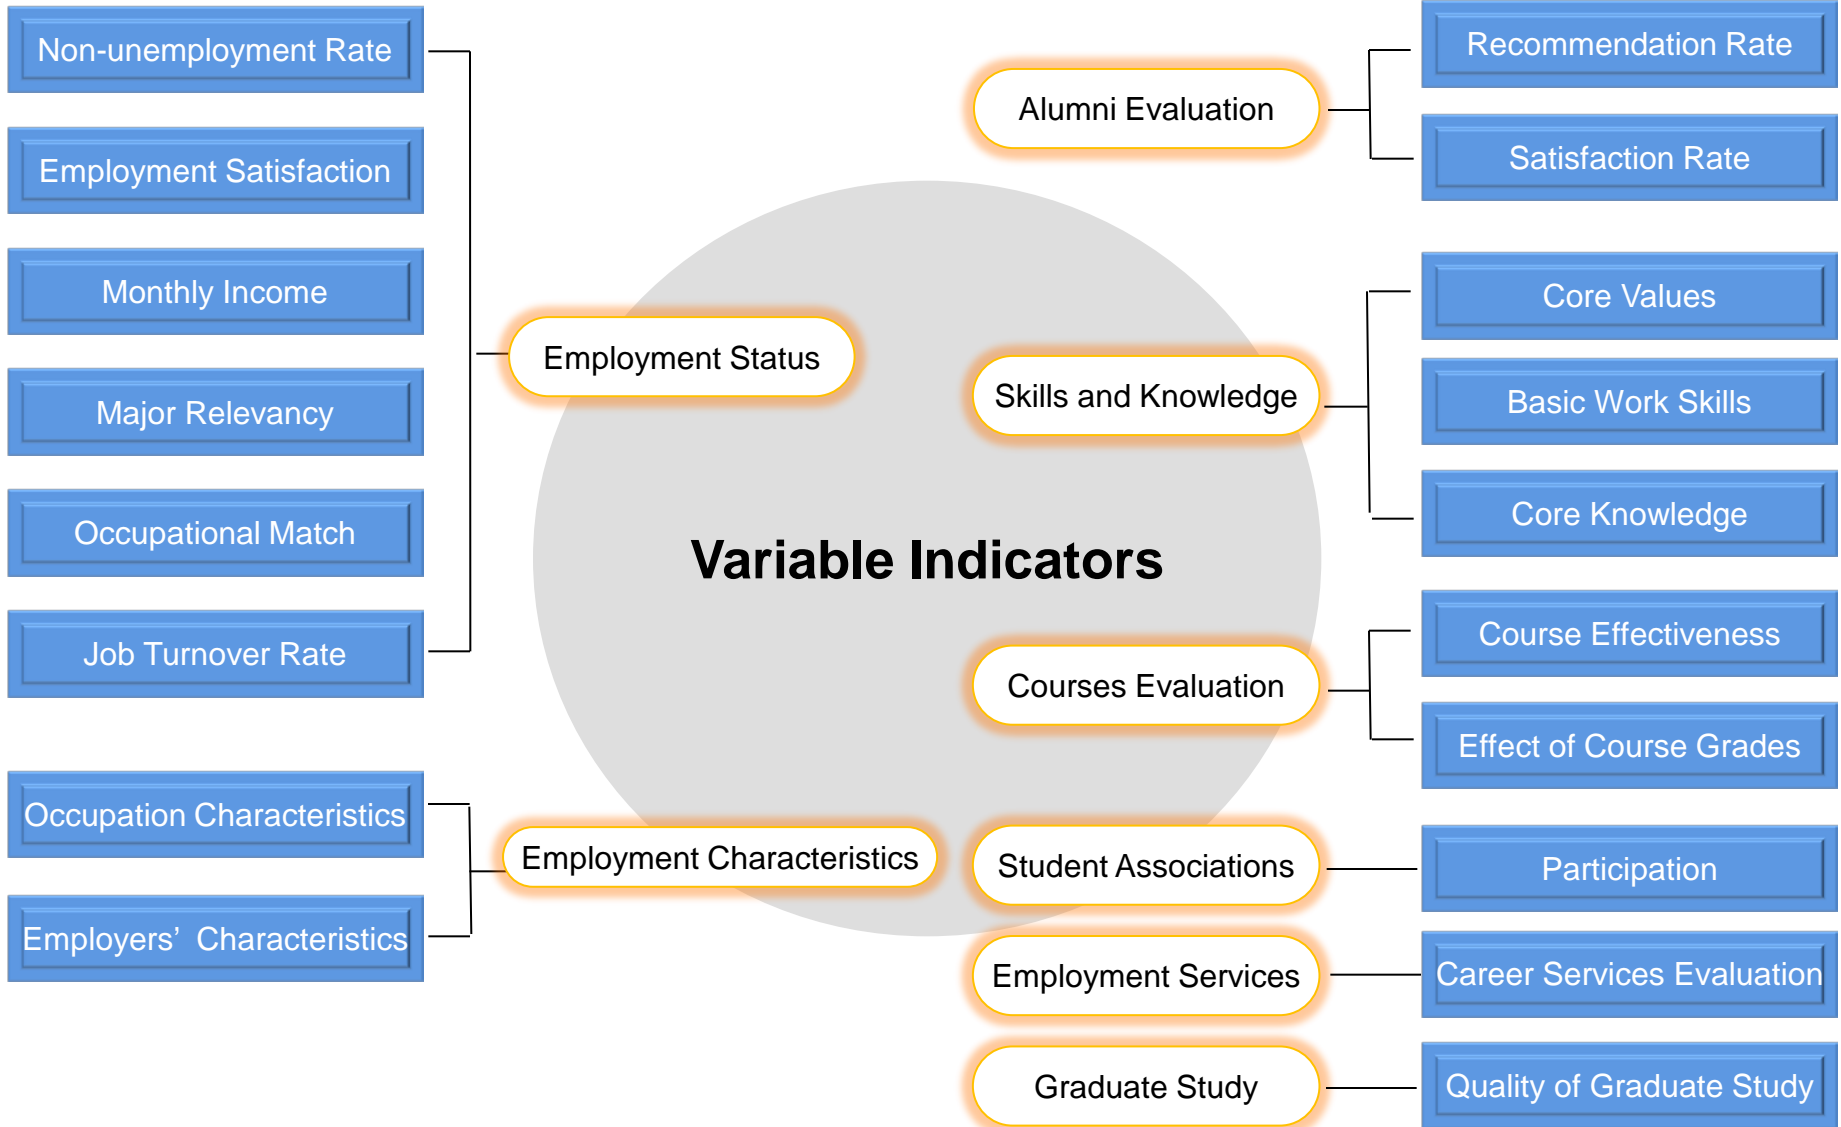 Non-unemployment Rate
Employment Satisfaction
Monthly Income
Major Relevancy
Occupational Match
Job Turnover Rate
Occupation Characteristics
Employers’ Characteristics
Employment Status
Employment Characteristics
Variable Indicators
Alumni Evaluation
Skills and Knowledge
Courses Evaluation
Student Associations
Employment Services
Graduate Study
Recommendation Rate
Satisfaction Rate
Core Values
Basic Work Skills
Core Knowledge
Course Effectiveness
Effect of Course Grades
Participation
Career Services Evaluation
Quality of Graduate Study